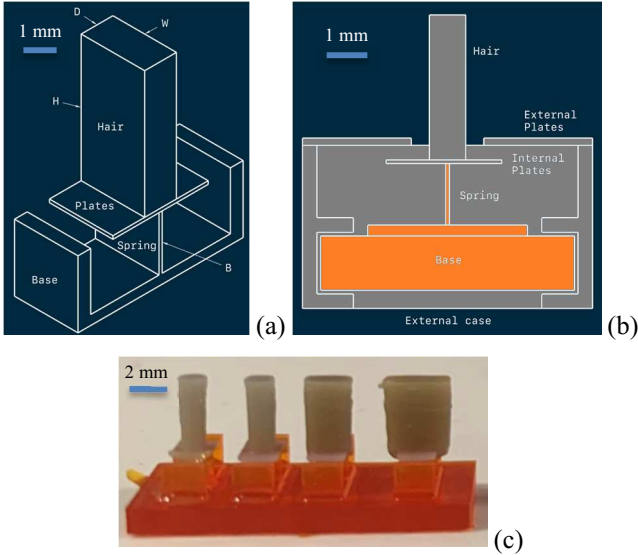 D
W
1 mm
H
Hair
Plates
Spring
Base
B
(a)
1 mm
Hair
External
Plates
Internal
Plates
Spring
Base
External case
(b)
2 mm
(c)